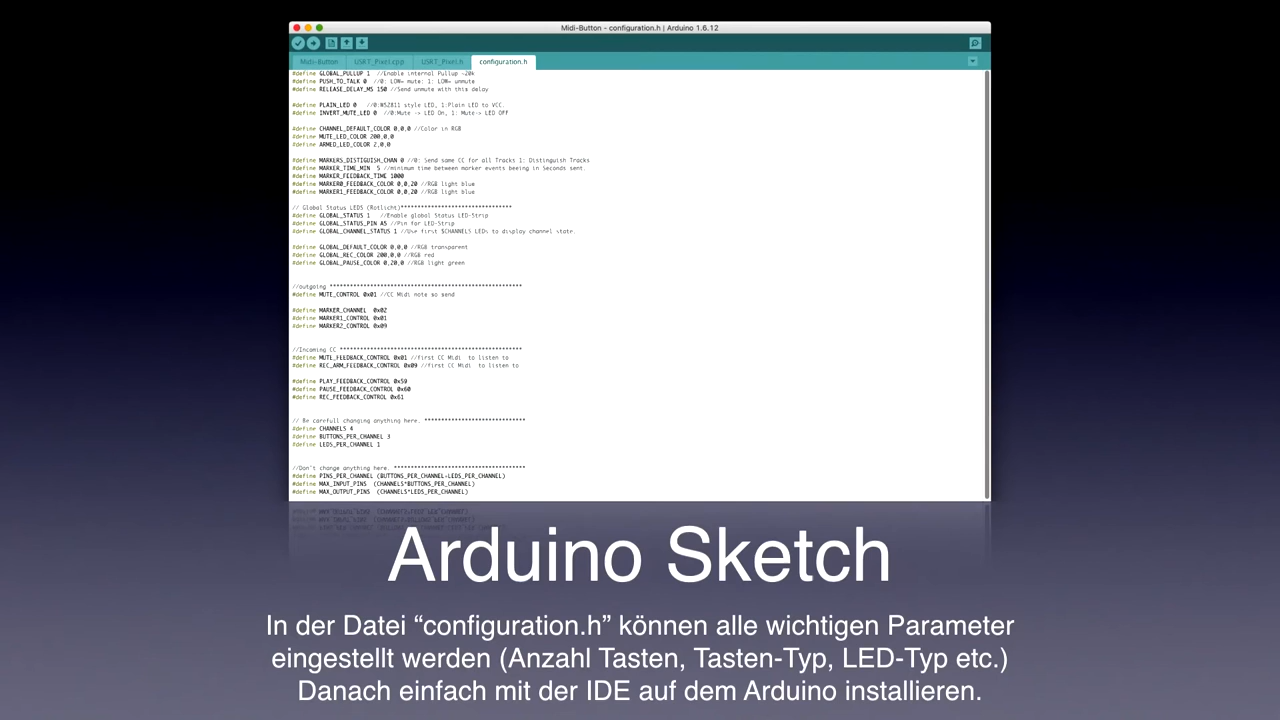 Midi-Button - configuration.h | Arduino 1.6.12
Midi-Button USRT_Pixel.cpp USRT_Pixel.h configuration.h
#define GLOBAL_PULLUP 1 //Enable internal Pullup ~20k
#define PUSH_TO_TALK 0 //0: LOW= mute: 1: LOW= unmute
#define RELEASE_DELAY_MS 150 //Send unmute with this delay
#define PLAIN_LED 0 //0:WS2811 style LED, 1:Plain LED to VCC.
#define INVERT_MUTE_LED 0 //0:Mute -> LED On, 1: Mute-> LED Off
#define CHANNEL_DEFAULT_COLOR 0,0,0 //Color in RGB
#define MUTE_LED_COLOR 200,0,0
#define ARMED_LED_COLOR 2,0,0
#define MARKERS_DISTIGUISH_CHAN 0 //0: Send same CC for all Tracks 1: Distinguish Tracks
#define MARKER_TIME_MIN 5 //minimum time between marker events beeing in Seconds sent.
#define MARKER_FEEDBACK_TIME 1000
#define MARKER0_FEEDBACK_COLOR 0,0,20 //RGB light blue
#define MARKER1_FEEDBACK_COLOR 0,0,20 //RGB light blue
// Global Status LEDS (Rotlicht)*********************************
#define GLOBAL_STATUS 1 //Enable global Status LED-Strip
#define GLOBAL_STATUS_PIN A5 //Pin for LED-Strip
#define GLOBAL_CHANNEL_STATUS 1 //Use first $CHANNELS LEDs to display channel state.
#define GLOBAL_DEFAULT_COLOR 0,0,0 //RGB transparent
#define GLOBAL_REC_COLOR 200,0,0 //RGB red
#define GLOBAL_PAUSE_COLOR 0,20,0 //RGB light green
//outgoing *********************************************************
#define MUTE_CONTROL 0x01 //CC Midi note so send
#define MARKER_CHANNEL 0x02
#define MARKER1_CONTROL 0x01
#define MARKER2_CONTROL 0x09
//Incoming CC ******************************************************
#define MUTE_FEEDBACK_CONTROL 0x01 //first CC Midi to listen to
#define REC_ARM_FEEDBACK_CONTROL 0x09 //first CC Midi to listen to
#define PLAY_FEEDBACK_CONTROL 0x59
#define PAUSE_FEEDBACK_CONTROL 0x60
#define REC_FEEDBACK_CONTROL 0x61
// Be carefull changing anything here. ******************************
#define CHANNELS 4
#define BUTTONS_PER_CHANNEL 3
#define LEDS_PER_CHANNEL 1
//Don't change anything here. ***************************************
#define PINS_PER_CHANNEL (BUTTONS_PER_CHANNEL+LEDS_PER_CHANNEL)
#define MAX_INPUT_PINS (CHANNELS*BUTTONS_PER_CHANNEL)
#define MAX_OUTPUT_PINS (CHANNELS*LEDS_PER_CHANNEL)
Arduino Sketch
In der Datei “configuration.h” können alle wichtigen Parameter
eingestellt werden (Anzahl Tasten, Tasten-Typ, LED-Typ etc.)
Danach einfach mit der IDE auf dem Arduino installieren.